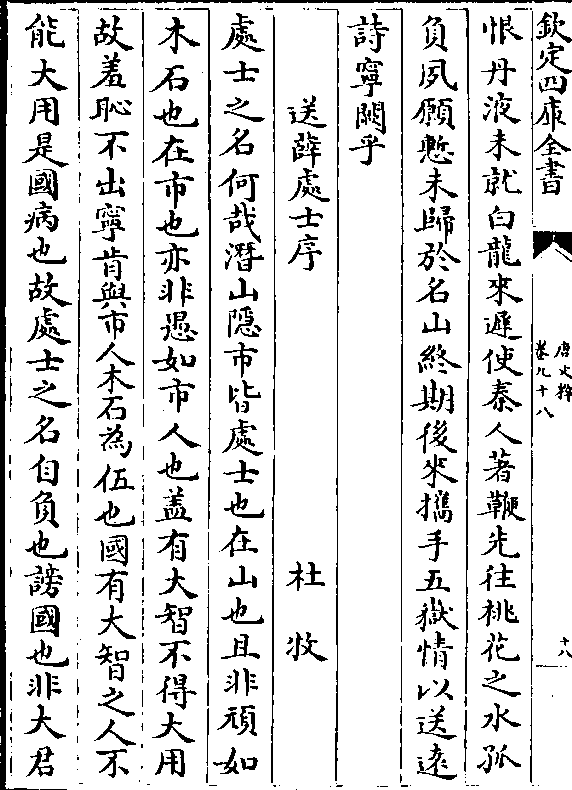 欽定四庫全書
唐文粹
卷九十八
十八
恨丹液未就白龍來遲使秦人著鞭先往桃花之水孤
負夙願慙未歸於名山終期後來攜手五嶽情以送遠
詩寧闕乎
送薛處士序 杜牧
處士之名何哉潛山隱市皆處士也在山也且非頑如
木石也在市也亦非愚如市人也盖有大智不得大用
故羞恥不出寧肯與市人木石為伍也國有大智之人不
能大用是國病也故處士之名自負也謗國也非大君